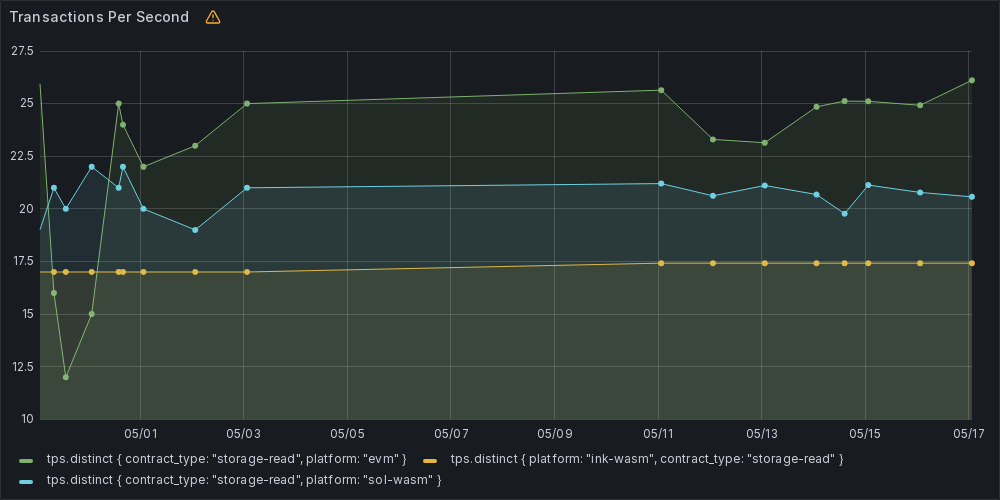 Transactions Per Second
27.5
25
22.5
20
17.5
15
12.5
10
05/01 05/03 05/05 05/07 05/09 05/11 05/13 05/15 05/17
tps.distinct { contract_type: "storage-read", platform: "evm" } tps.distinct { platform: "ink-wasm", contract_type: "storage-read" }
tps.distinct { contract_type: "storage-read", platform: "sol-wasm" }